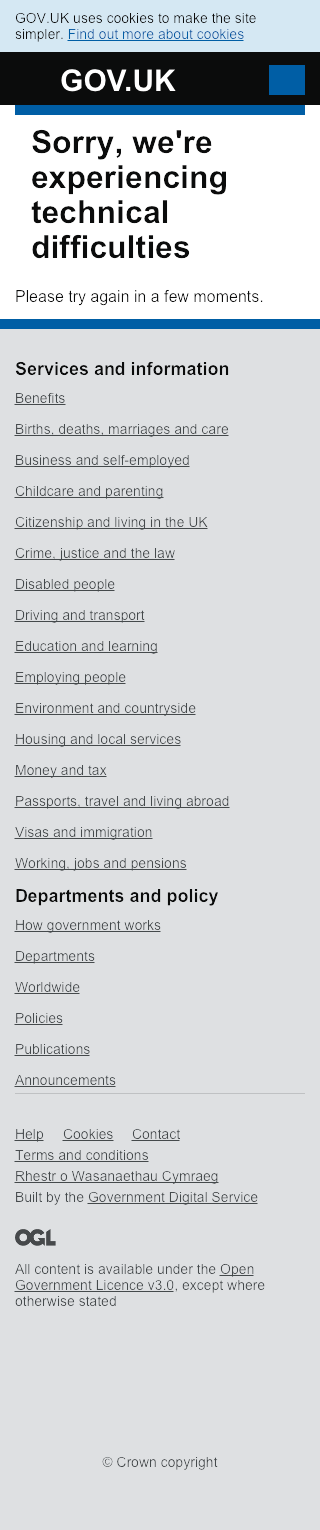 GOV.UK uses cookies to make the site
simpler. Find out more about cookies
GOV.UK
Sorry, we're
experiencing
technical
difficulties
Please try again in a few moments.
Services and information
Benefits
Births, deaths, marriages and care
Business and self-employed
Childcare and parenting
Citizenship and living in the UK
Crime, justice and the law
Disabled people
Driving and transport
Education and learning
Employing people
Environment and countryside
Housing and local services
Money and tax
Passports, travel and living abroad
Visas and immigration
Working, jobs and pensions
Departments and policy
How government works
Departments
Worldwide
Policies
Publications
Announcements
Help Cookies Contact
Terms and conditions
Rhestr o Wasanaethau Cymraeg
Built by the Government Digital Service
OGL
All content is available under the Open
Government Licence v3.0, except where
otherwise stated
© Crown copyright